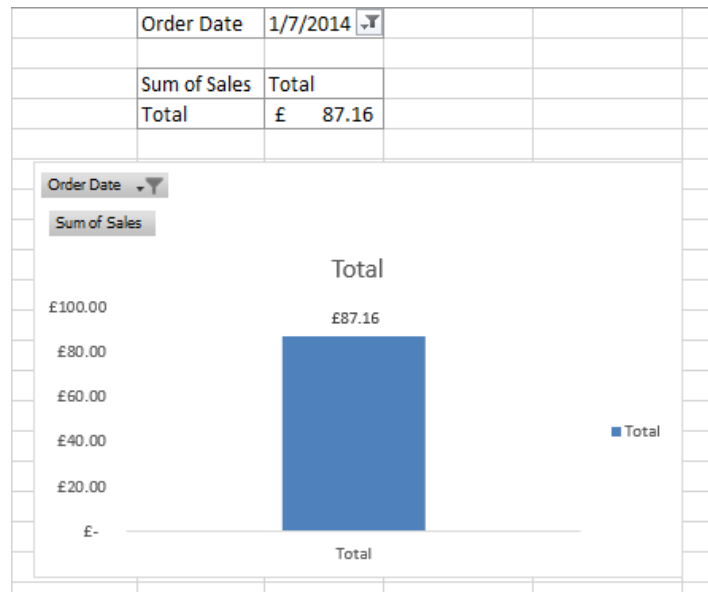 Order Date 1/7/2014
Sum of Sales Total
Total £ 87.16
Order Date
Sum of Sales
Total
£100.00
£87.16
£80.00
£60.00
£40.00
Total
£20.00
£-
Total